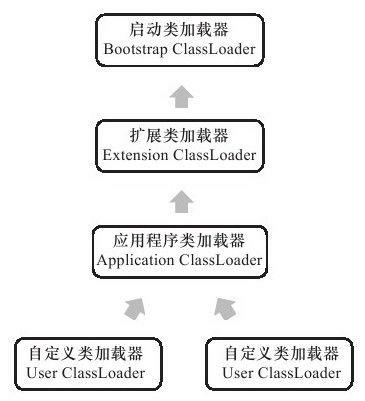 启动类加载器
Bootstrap ClassLoader
扩展类加载器
Extension ClassLoader
应用程序类加载器
Application ClassLoader
自定义类加载器
User ClassLoader
自定义类加载器
User ClassLoader